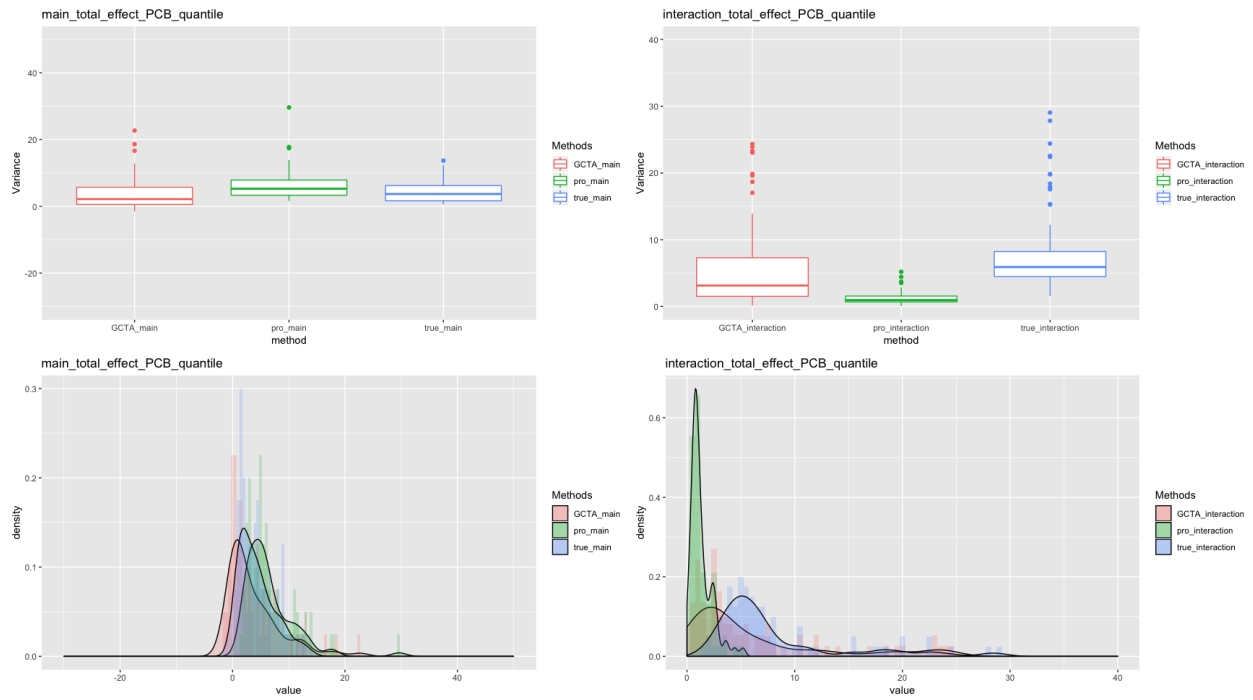 main_total_effect_PCB_quantile
40
20
0
-20
Variance
GCTA_main
pro_main
true_main
method
Methods
GCTA_main
pro_main
true_main
interaction_total_effect_PCB_quantile
40
30
20
10
0
Variance
GCTA_interaction
pro_interaction
true_interaction
method
Methods
GCTA_interaction
pro_interaction
true_interaction
main_total_effect_PCB_quantile
0.3
0.2
0.1
0.0
density
-20
0
20
40
value
Methods
GCTA_main
pro_main
true_main
interaction_total_effect_PCB_quantile
0.6
0.4
0.2
0.0
density
0
10
20
30
40
value
Methods
GCTA_interaction
pro_interaction
true_interaction